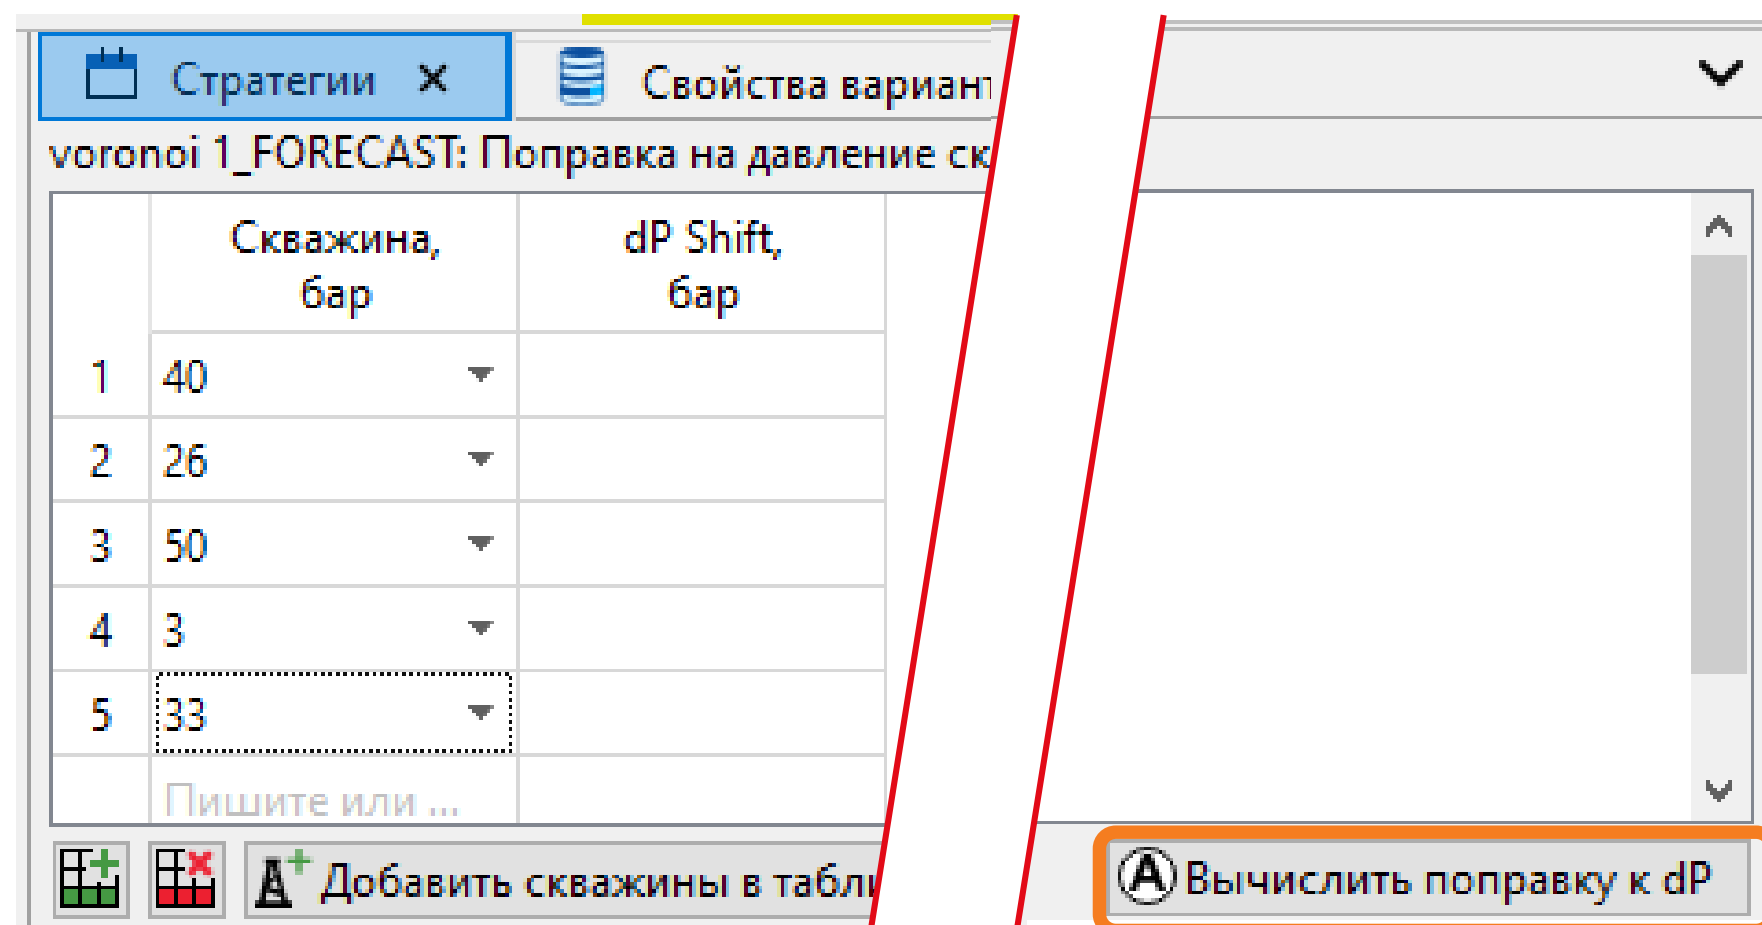 Стратегии
Свойства вариант
voronoi 1_FORECAST: Поправка на давление ск
Скважина,
бар
dP Shift,
бар
1 40
2 26
3 50
4 3
5 33
Пишите или ...
Добавить скважины в табли
Вычислить поправку к dP